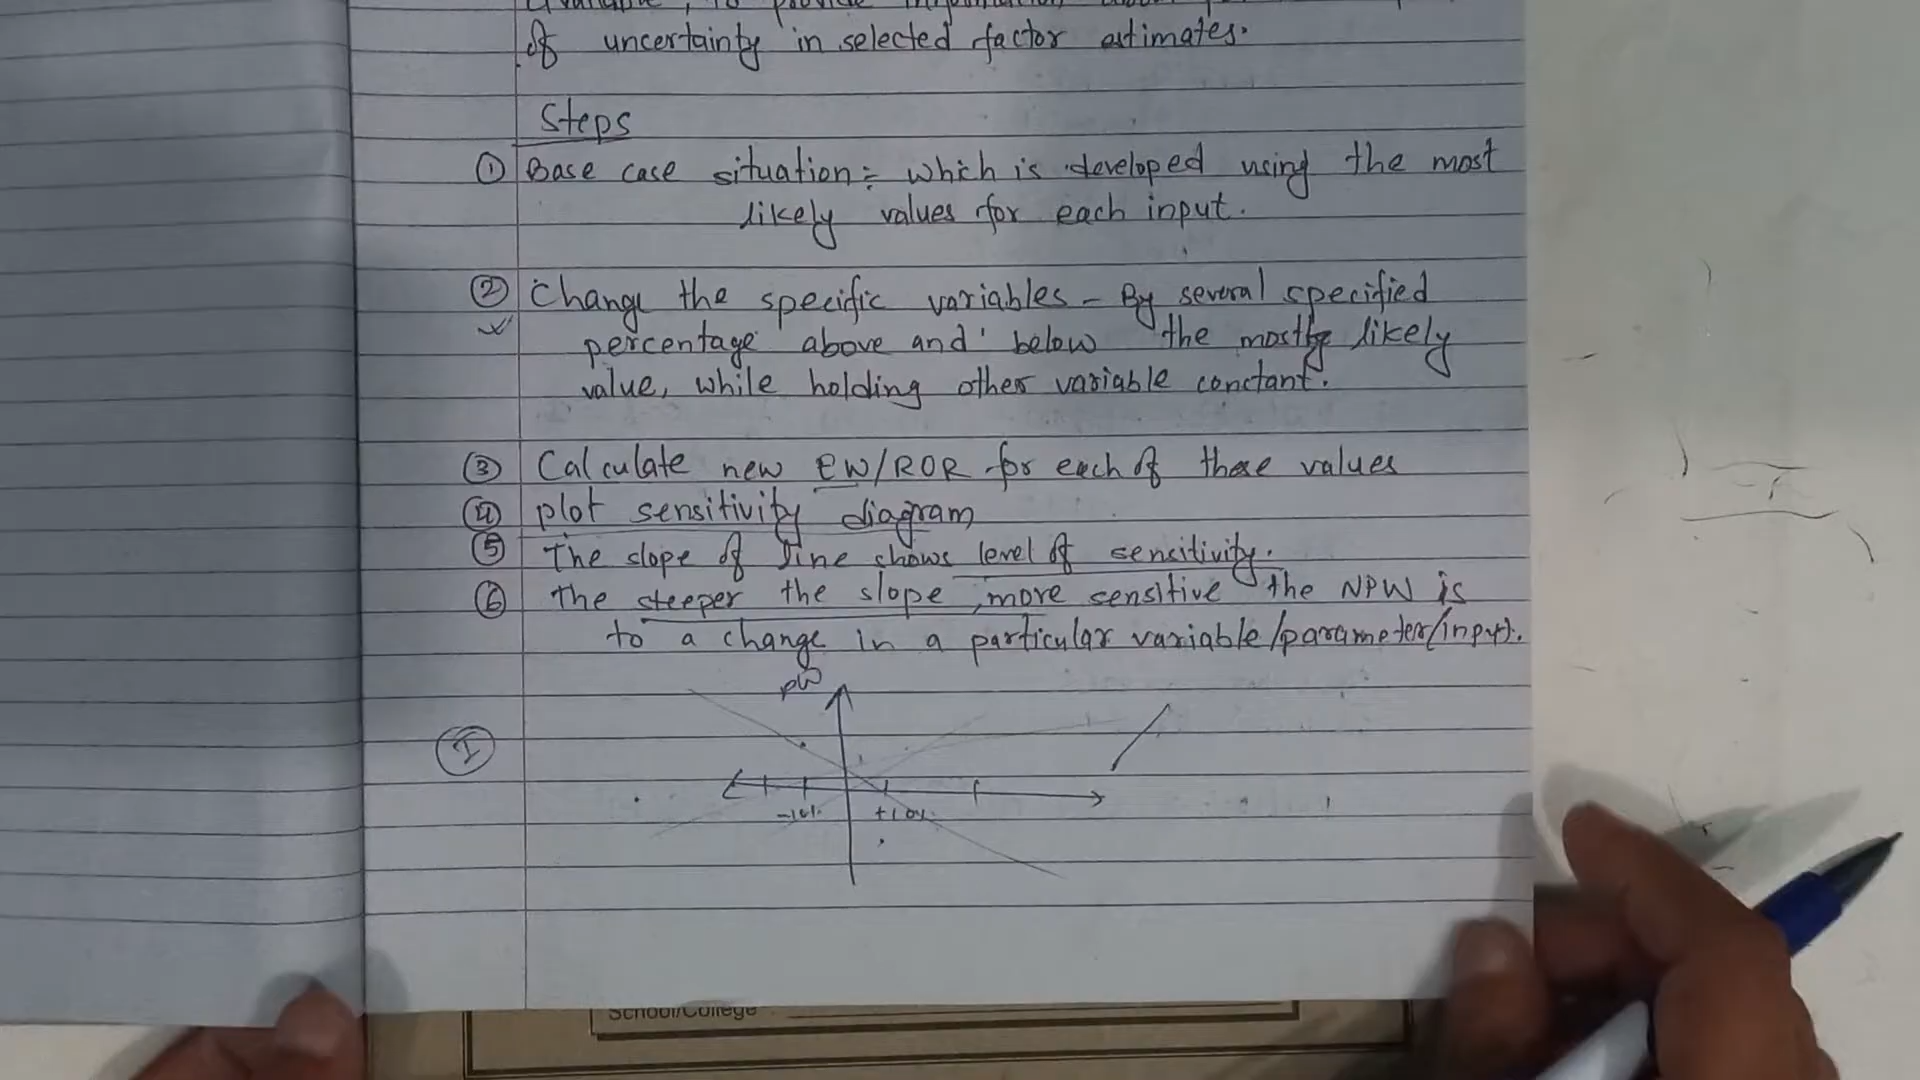 of uncertainty in selected factor estimates.
Steps
① Base case situation :- which is developed using the most
likely values for each input.
② Change the specific variables - By several specified
percentage above and below the mostly likely
value, while holding other variable conctant.
③ Calculate new EW/ROR for each of these values
④ plot sensitivity diagram
⑤ The slope of line shows level of sensitivity.
⑥ the steeper the slope, more sensitive the NPW is
to a change in a particular variable/parameter/input).
PW
I
-10%. +10%.
School/College